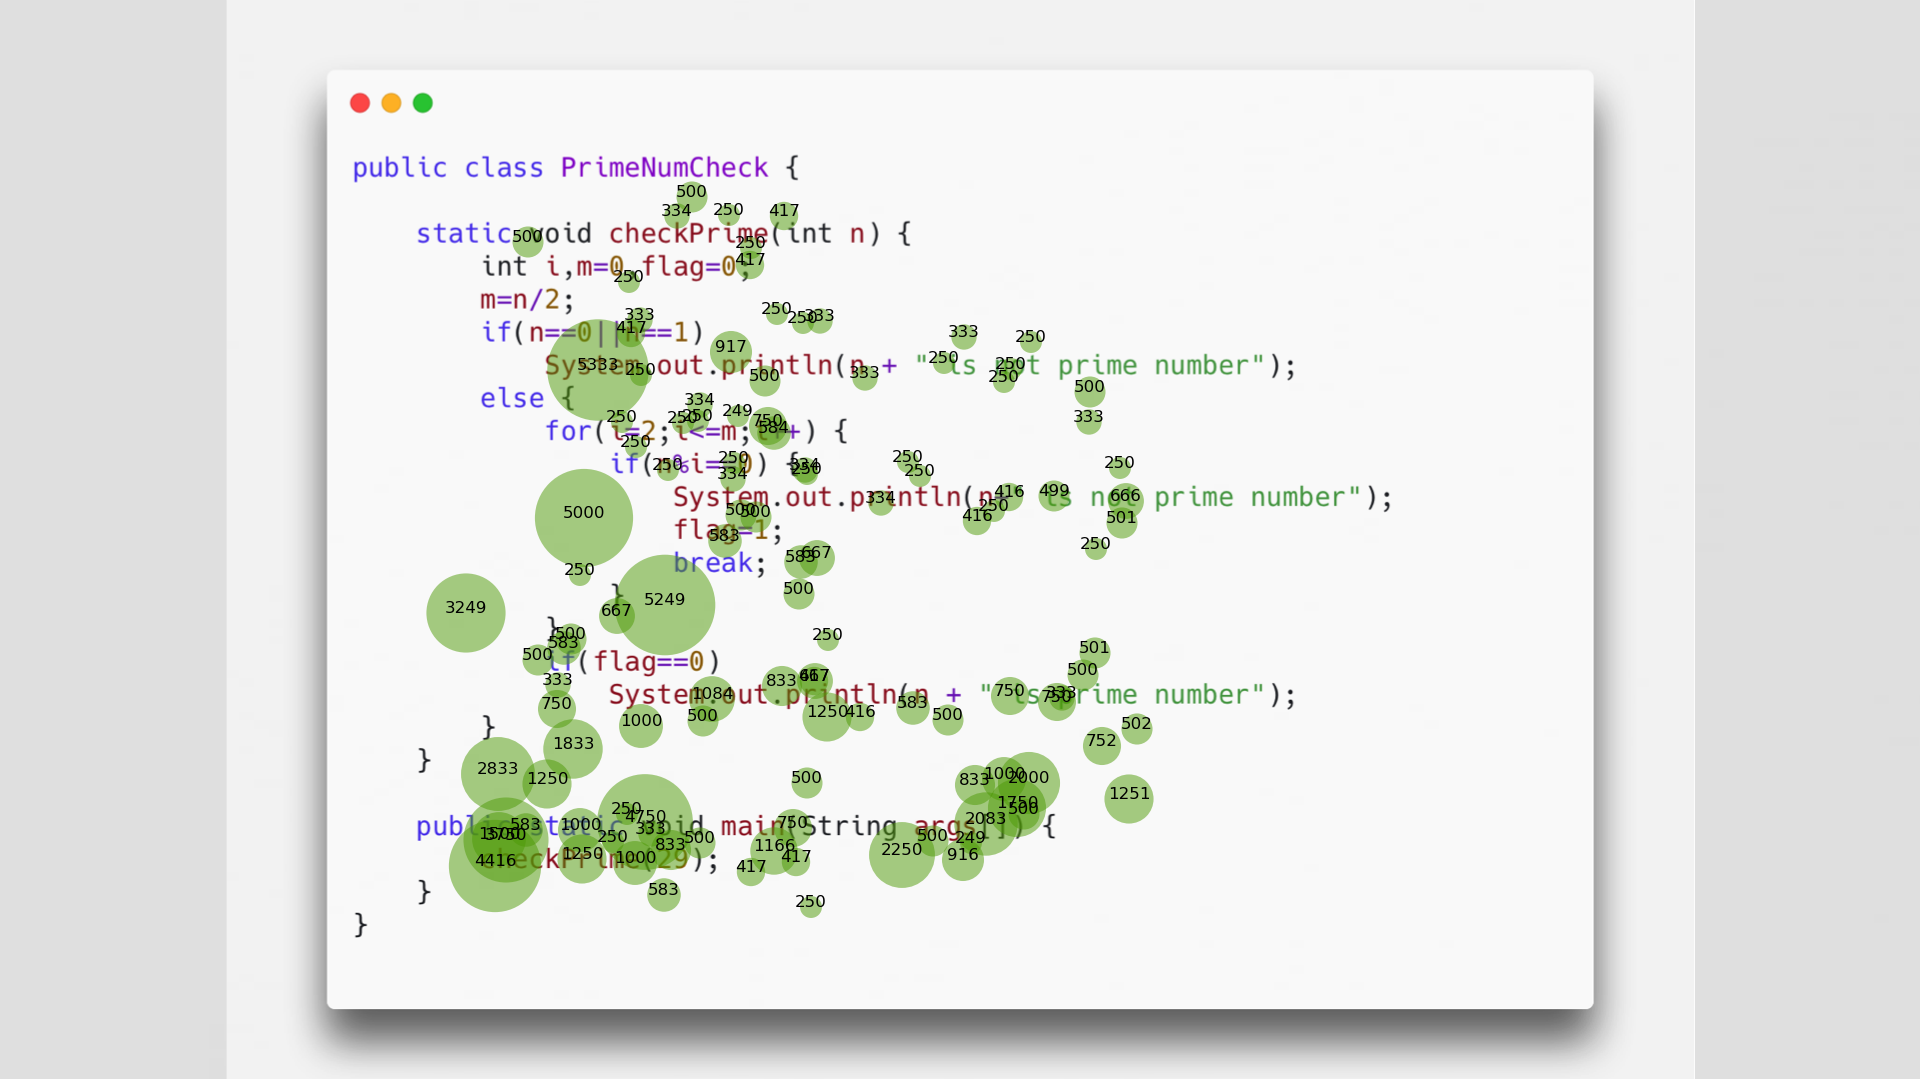 public class PrimeNumCheck {
500
334 250 417
static void checkPrime(int n) {
500 250
int i,m=0,flag=0;
417
250
m=n/2;
333 250 250 333
if(n==0||n==1)
417 333 250
917
System.out.println(n + " is not prime number");
5333 250 500 333 250 250 250
500
else {
334 250 250 250 249 750 333
for(i=2;i<=m;i++) {
250 584
if(n%i==0) {
250 250 334 334 250 250 250 250
System.out.println(n+" is not prime number");
334 416 250 416 499 666
5000 500 500 501
flag=1;
583 250
break;
250 583 667
500
}
3249 667 5249
}
500 583 250
500 501
if(flag==0)
333 833 667 500
System.out.println(n + " is prime number");
750 1084 583 750 750 333
1000 500 1250 416 500 502
}
1833 752
}
2833 1250 500 833 1000 2000 1251
250 4750 1750 500
public static void main(String args[]) {
583 1000 333 750 2083
1500 3750 250 833 500 500 249
checkPrime(29);
4416 1250 1000 1166 417 2250 916
417
}
583 250
}